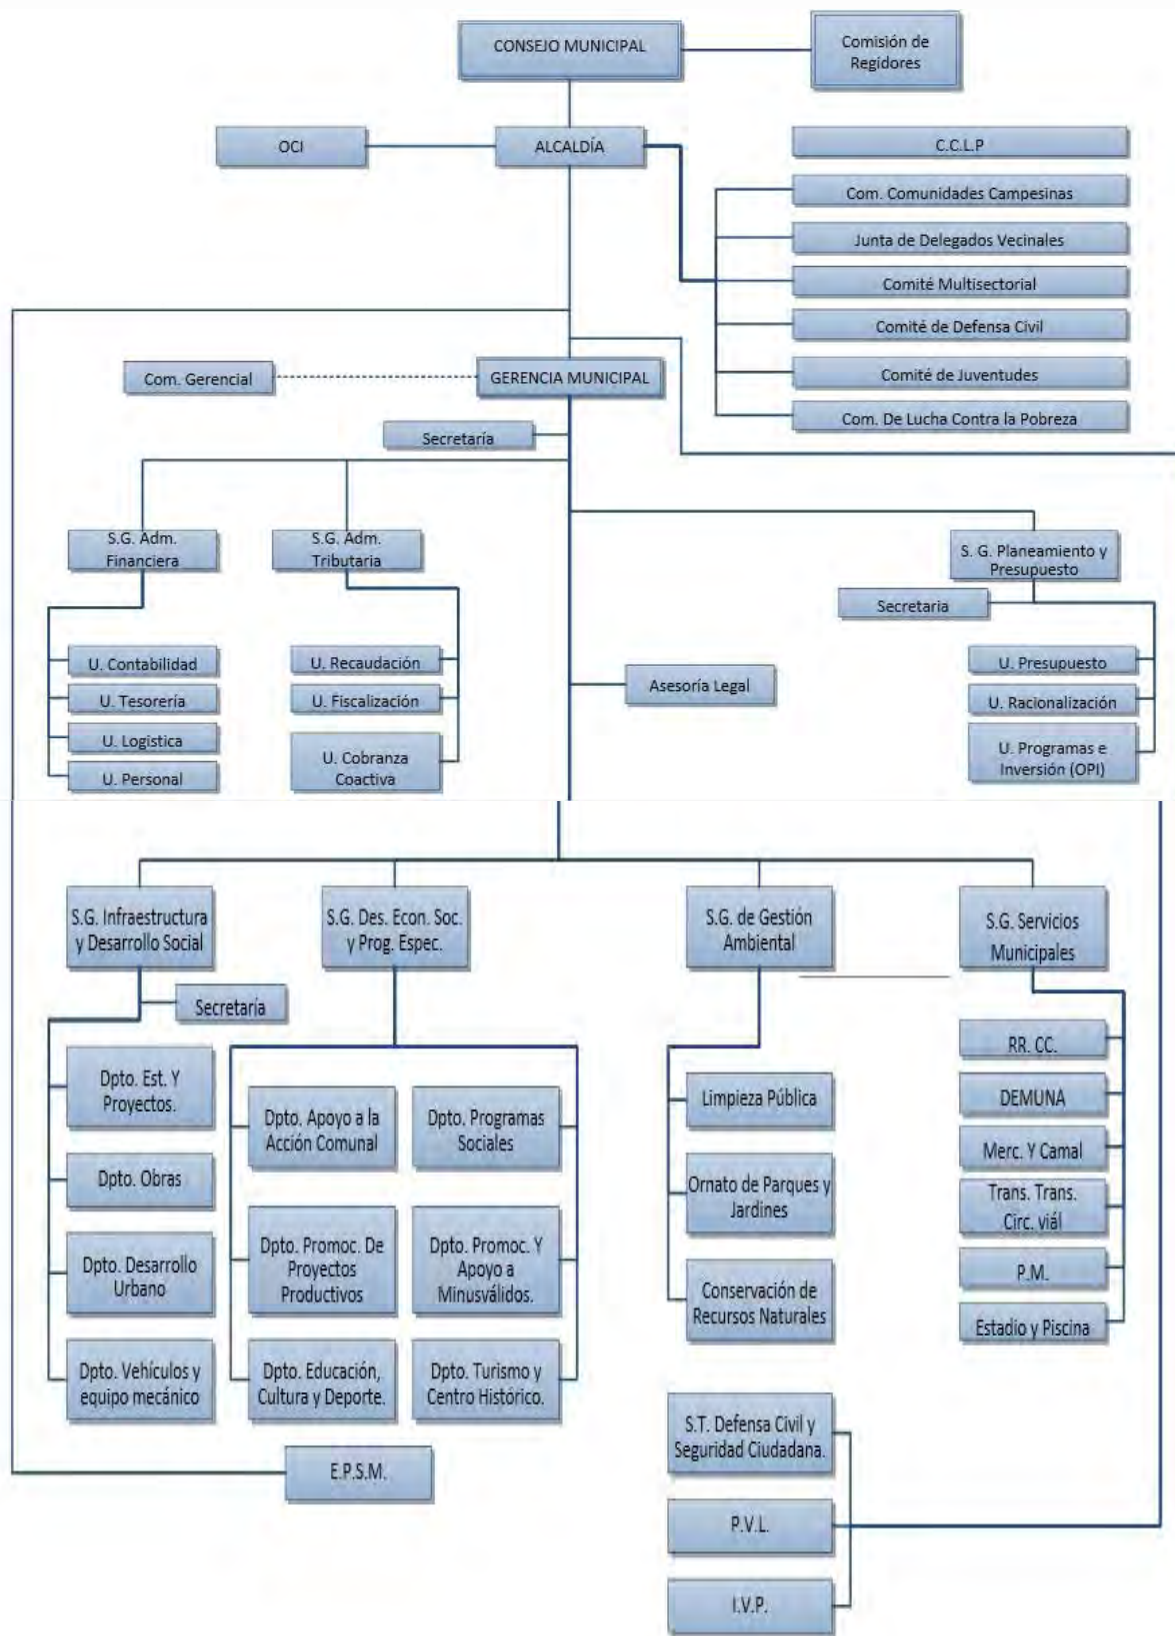 CONSEJO MUNICIPAL
Comisión de
Regidores
OCI
ALCALDÍA
C.C.L.P
Com. Comunidades Campesinas
Junta de Delegados Vecinales
Comité Multisectorial
Comité de Defensa Civil
Comité de Juventudes
Com. De Lucha Contra la Pobreza
Com. Gerencial
GERENCIA MUNICIPAL
Secretaría
S.G. Adm.
Financiera
S.G. Adm.
Tributaria
S. G. Planeamiento y
Presupuesto
Secretaria
U. Contabilidad
U. Tesorería
U. Logistica
U. Personal
U. Recaudación
U. Fiscalización
U. Cobranza
Coactiva
Asesoría Legal
U. Presupuesto
U. Racionalización
U. Programas e
Inversión (OPI)
S.G. Infraestructura
y Desarrollo Social
S.G. Des. Econ. Soc.
y Prog. Espec.
S.G. de Gestión
Ambiental
S.G. Servicios
Municipales
Secretaría
Dpto. Est. Y
Proyectos.
Dpto. Obras
Dpto. Desarrollo
Urbano
Dpto. Vehículos y
equipo mecánico
Dpto. Apoyo a la
Acción Comunal
Dpto. Promoc. De
Proyectos
Productivos
Dpto. Educación,
Cultura y Deporte.
Dpto. Programas
Sociales
Dpto. Promoc. Y
Apoyo a
Minusválidos.
Dpto. Turismo y
Centro Histórico.
Limpieza Pública
Ornato de Parques y
Jardines
Conservación de
Recursos Naturales
RR. CC.
DEMUNA
Merc. Y Camal
Trans. Trans.
Circ. viál
P.M.
Estadio y Piscina
S.T. Defensa Civil y
Seguridad Ciudadana.
E.P.S.M.
P.V.L.
I.V.P.